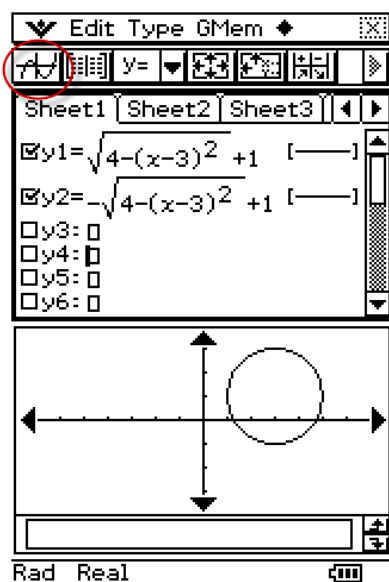 Edit Type GMem ◆
y=
Sheet1 Sheet2 Sheet3
y1=√(4-(x-3)²)+1 [—]
y2=-√(4-(x-3)²)+1 [—]
y3:
y4:
y5:
y6:
Rad Real